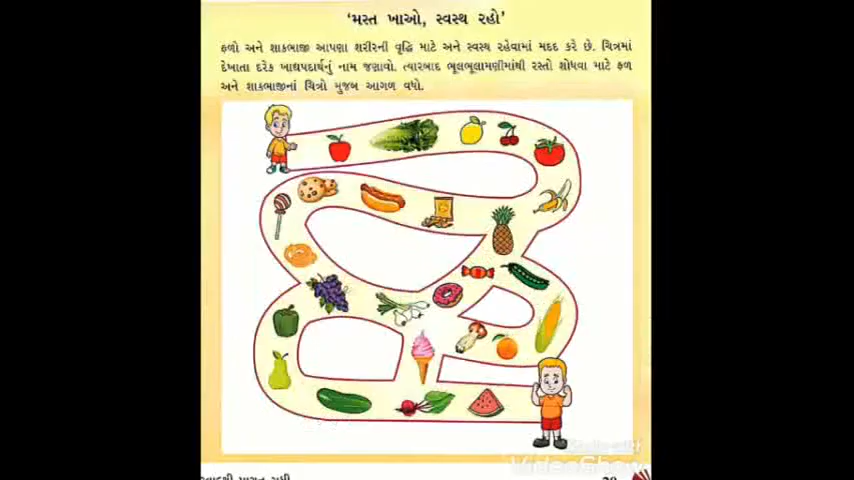 ‘મસ્ત ખાઓ, સ્વસ્થ રહો’
ફળો અને શાકભાજી આપણા શરીરની વૃદ્ધિ માટે અને સ્વસ્થ રહેવામાં મદદ કરે છે. ચિત્રમાં
દેખાતા દરેક ખાદ્યપદાર્થનું નામ જણાવો. ત્યારબાદ ભૂલભૂલામણીમાંથી રસ્તો શોધવા માટે ફળ
અને શાકભાજીનાં ચિત્રો મુજબ આગળ વધો.
VideoShow